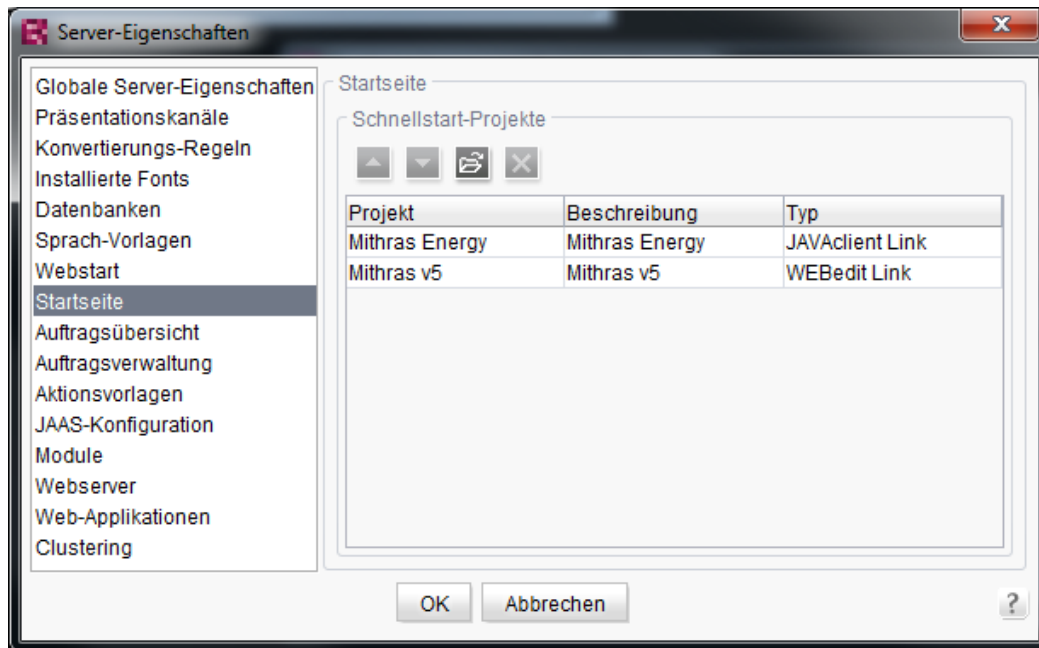 Server-Eigenschaften
Globale Server-Eigenschaften
Präsentationskanäle
Konvertierungs-Regeln
Installierte Fonts
Datenbanken
Sprach-Vorlagen
Webstart
Startseite
Auftragsübersicht
Auftragsverwaltung
Aktionsvorlagen
JAAS-Konfiguration
Module
Webserver
Web-Applikationen
Clustering
Startseite
Schnellstart-Projekte
Projekt Beschreibung Typ
Mithras Energy Mithras Energy JAVAclient Link
Mithras v5 Mithras v5 WEBedit Link
OK Abbrechen ?